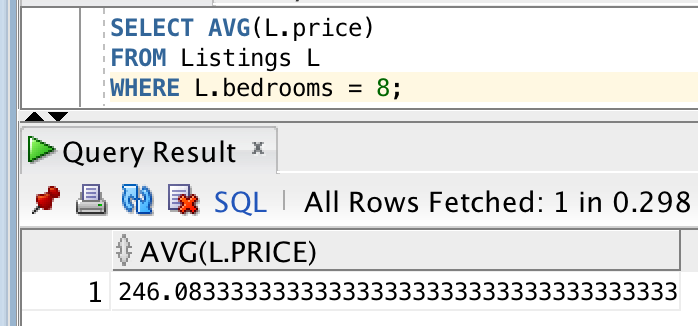 SELECT AVG(L.price)
FROM Listings L
WHERE L.bedrooms = 8;
Query Result x
SQL | All Rows Fetched: 1 in 0.298
AVG(L.PRICE)
1 246.083333333333333333333333333333333333